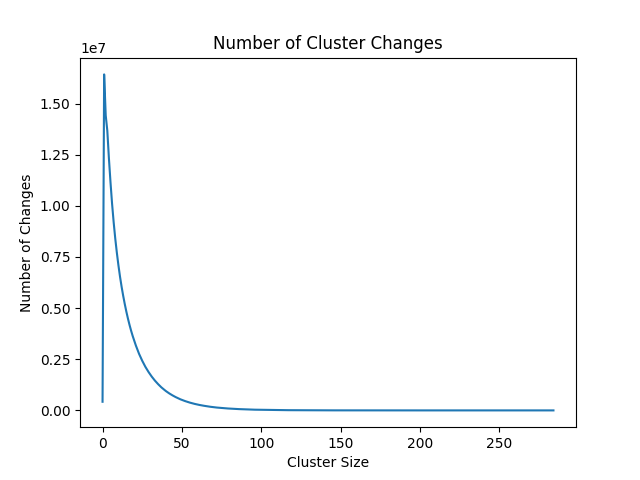 Number of Cluster Changes
1e7
1.50
1.25
1.00
0.75
0.50
0.25
0.00
Number of Changes
0 50 100 150 200 250
Cluster Size